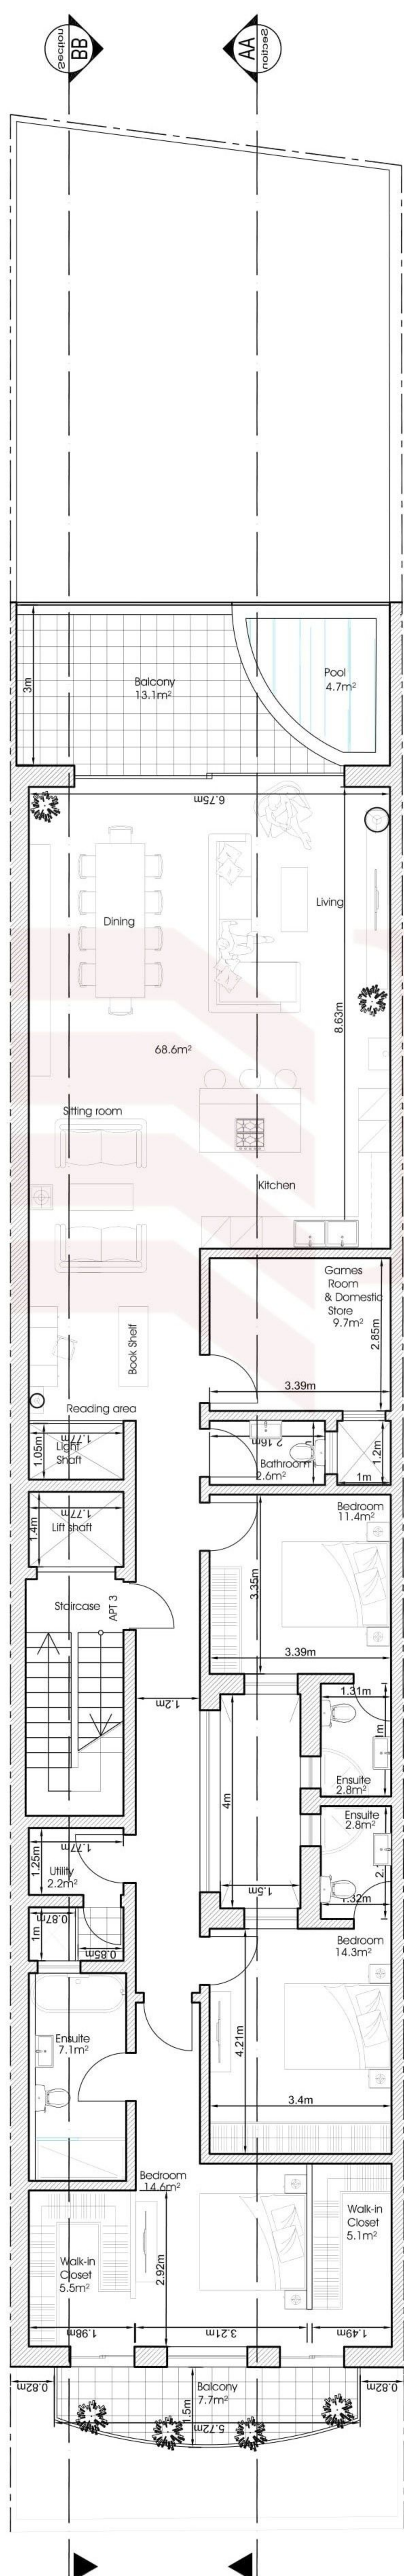 Section
BB
Section
AA
3m
Balcony
13.1m²
Pool
4.7m²
6.75m
Dining
Living
8.63m
68.6m²
Sitting room
Kitchen
Games
Room
& Domestic
Store
9.7m²
2.85m
Book Shelf
3.39m
Reading area
1.77m
1.05m
Light
Shaft
2.16m
Bathroom
2.6m²
1.2m
1m
1.77m
1.4m
Lift shaft
Bedroom
11.4m²
3.35m
Staircase
APT 3
3.39m
1.2m
1.31m
Ensuite
2.8m²
4m
1.5m
Ensuite
2.8m²
1.32m
1.77m
1.25m
Utility
2.2m²
0.87m
1m
0.85m
Bedroom
14.3m²
4.21m
Ensuite
7.1m²
3.4m
Bedroom
14.6m²
2.92m
Walk-in
Closet
5.5m²
Walk-in
Closet
5.1m²
1.98m
3.21m
1.49m
0.82m
Balcony
7.7m²
1.5m
5.72m
0.82m